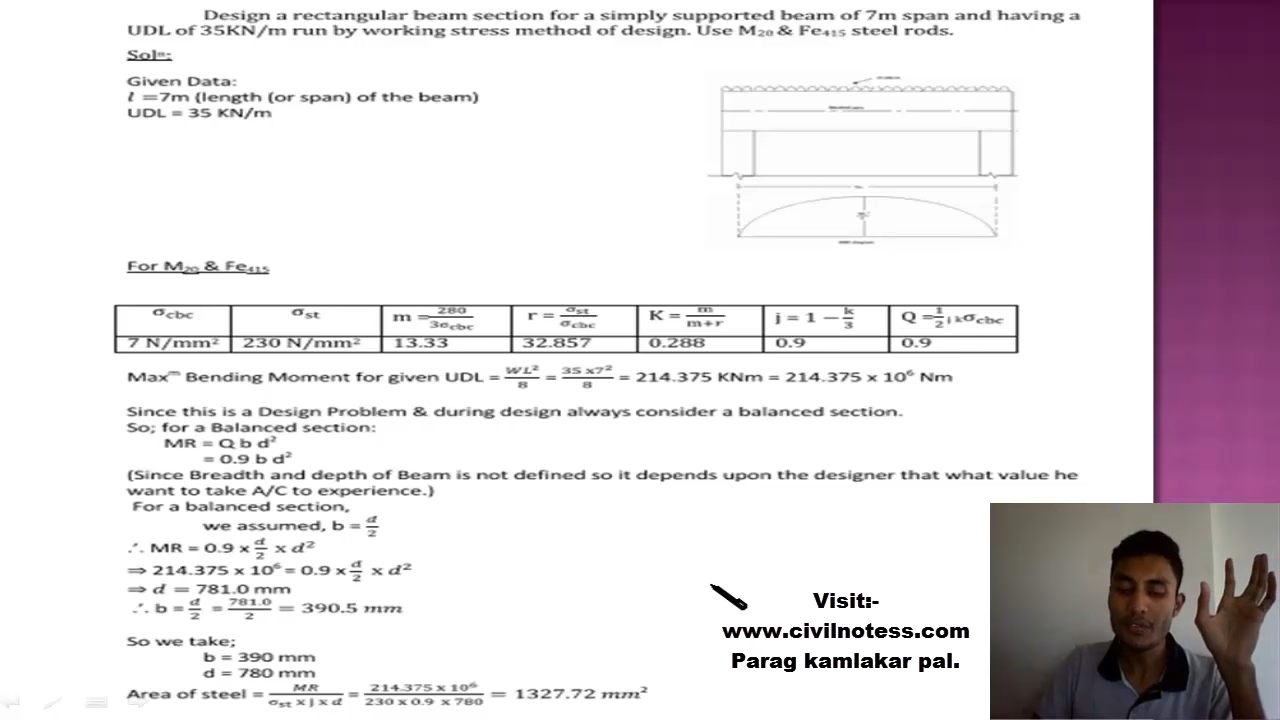 Design a rectangular beam section for a simply supported beam of 7m span and having a
UDL of 35KN/m run by working stress method of design. Use M₂₀ & Fe₄₁₅ steel rods.
Solⁿ:
Given Data:
l =7m (length (or span) of the beam)
UDL = 35 KN/m
For M₂₀ & Fe₄₁₅
σcbc σst m = 280/3σcbc r = σst/σcbc K = m/m+r j = 1 − k/3 Q = 1/2 j k σcbc
7 N/mm² 230 N/mm² 13.33 32.857 0.288 0.9 0.9
Maxᵐ Bending Moment for given UDL = WL²/8 = 35 x7²/8 = 214.375 KNm = 214.375 x 10⁶ Nm
Since this is a Design Problem & during design always consider a balanced section.
So; for a Balanced section:
MR = Q b d²
= 0.9 b d²
(Since Breadth and depth of Beam is not defined so it depends upon the designer that what value he
want to take A/C to experience.)
For a balanced section,
we assumed, b = d/2
∴ MR = 0.9 x d/2 x d²
⇒ 214.375 x 10⁶ = 0.9 x d/2 x d²
⇒ d = 781.0 mm
∴ b = d/2 = 781.0/2 = 390.5 mm
So we take;
b = 390 mm
d = 780 mm
Area of steel = MR/σst x j x d = 214.375 x 10⁶/230 x 0.9 x 780 = 1327.72 mm²
Visit:-
www.civilnotess.com
Parag kamlakar pal.